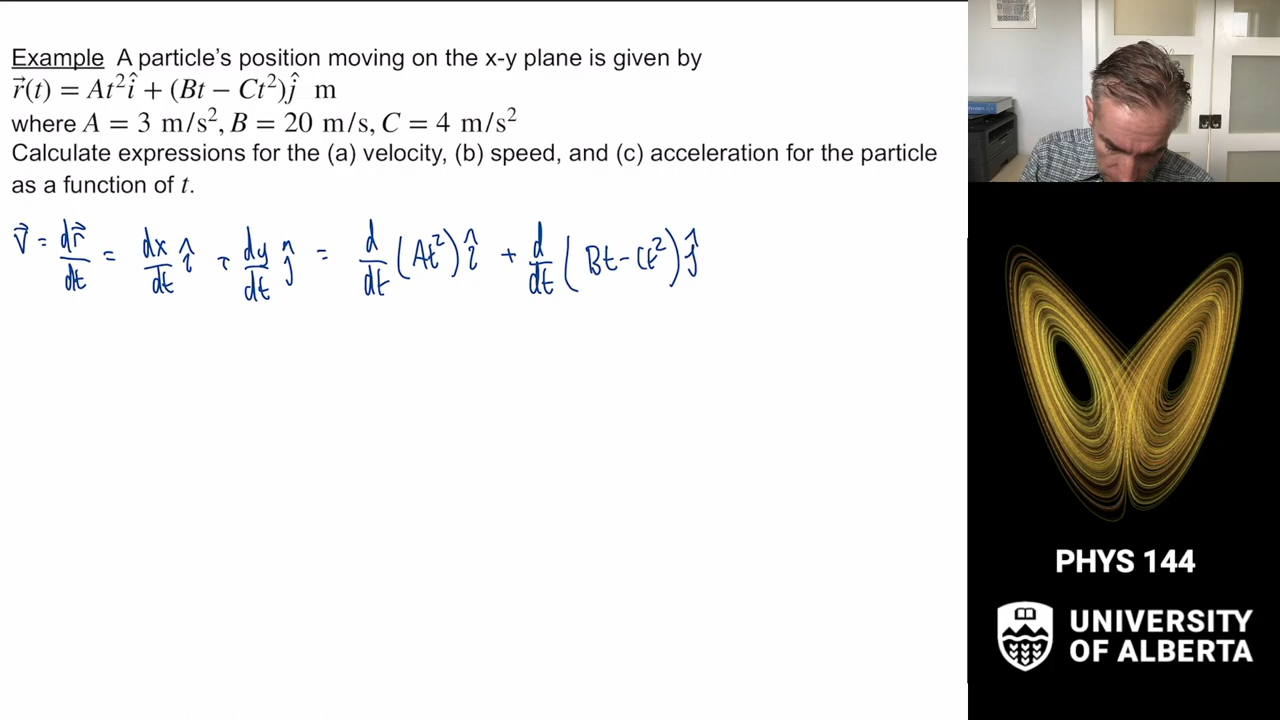 Example A particle's position moving on the x-y plane is given by
r⃗(t) = At²î + (Bt − Ct²)ĵ m
where A = 3 m/s², B = 20 m/s, C = 4 m/s²
Calculate expressions for the (a) velocity, (b) speed, and (c) acceleration for the particle
as a function of t.
v⃗ = dr⃗/dt = dx/dt î + dy/dt ĵ = d/dt (At²) î + d/dt (Bt − Ct²) ĵ
PHYS 144
UNIVERSITY
OF ALBERTA